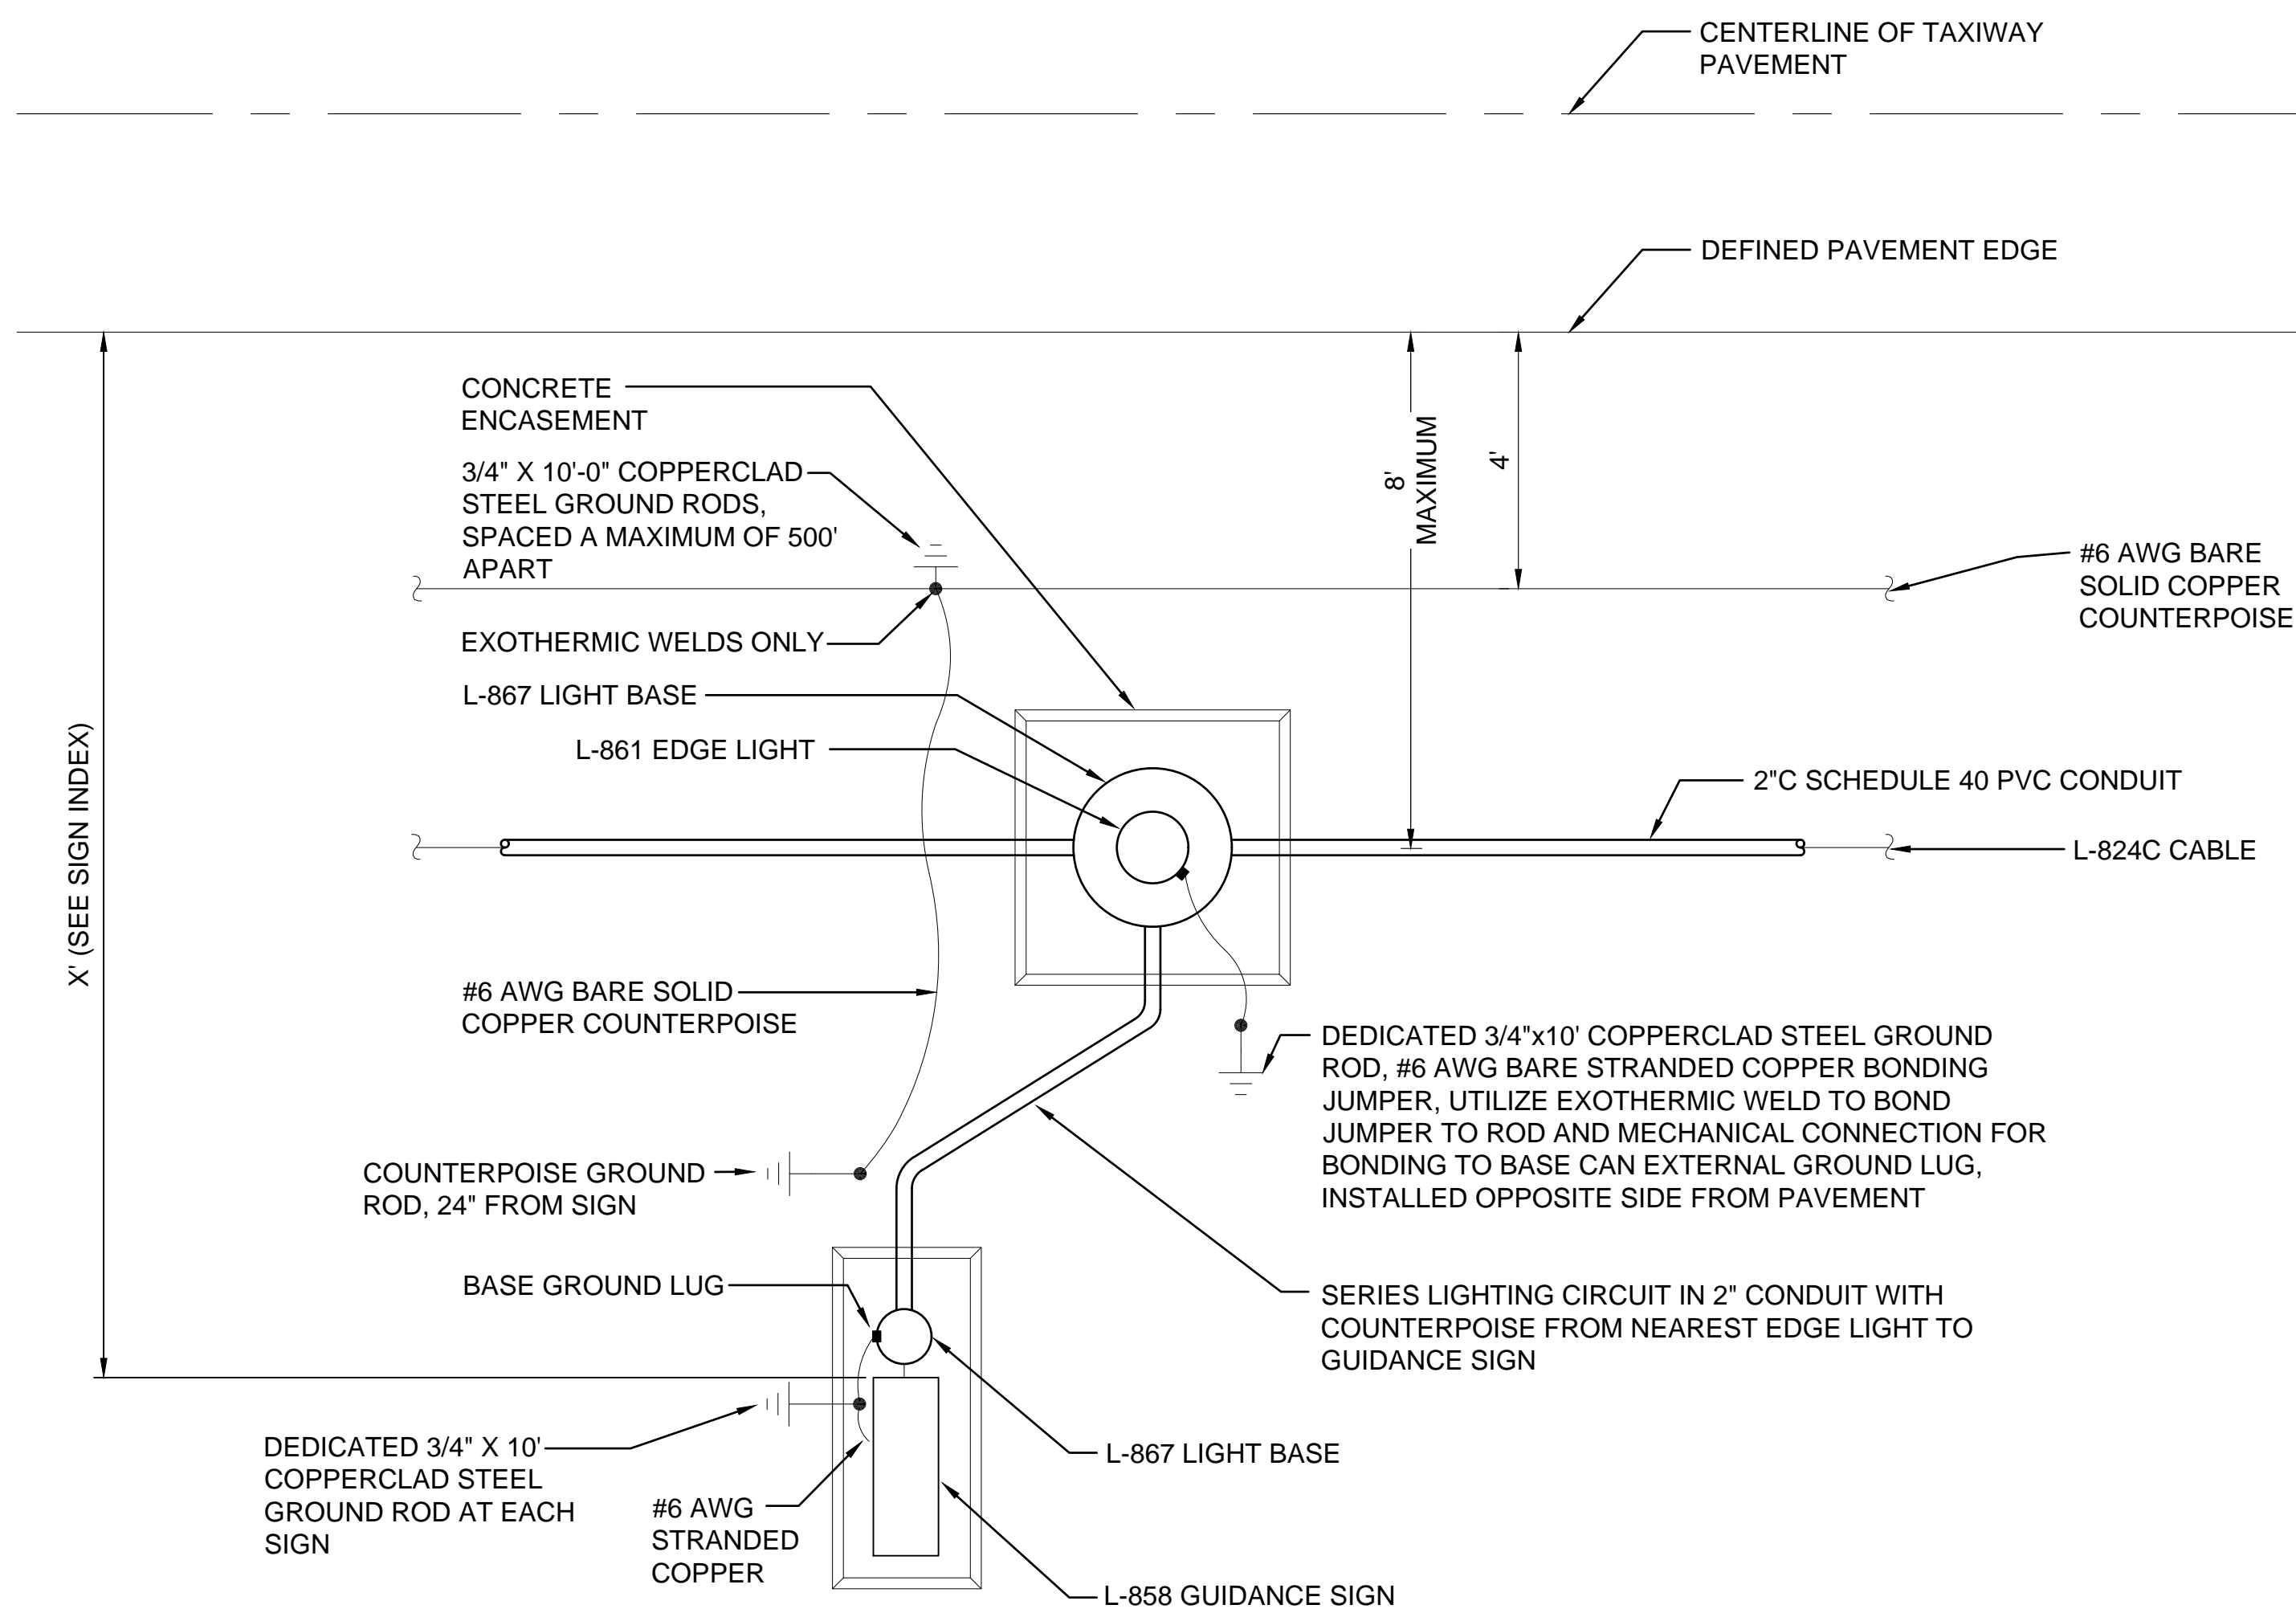 CENTERLINE OF TAXIWAY
PAVEMENT
DEFINED PAVEMENT EDGE
CONCRETE
ENCASEMENT
3/4" X 10'-0" COPPERCLAD
STEEL GROUND RODS,
SPACED A MAXIMUM OF 500'
APART
8'
MAXIMUM
4'
#6 AWG BARE
SOLID COPPER
COUNTERPOISE
EXOTHERMIC WELDS ONLY
L-867 LIGHT BASE
L-861 EDGE LIGHT
2"C SCHEDULE 40 PVC CONDUIT
L-824C CABLE
X' (SEE SIGN INDEX)
#6 AWG BARE SOLID
COPPER COUNTERPOISE
DEDICATED 3/4"x10' COPPERCLAD STEEL GROUND
ROD, #6 AWG BARE STRANDED COPPER BONDING
JUMPER, UTILIZE EXOTHERMIC WELD TO BOND
JUMPER TO ROD AND MECHANICAL CONNECTION FOR
BONDING TO BASE CAN EXTERNAL GROUND LUG,
INSTALLED OPPOSITE SIDE FROM PAVEMENT
COUNTERPOISE GROUND
ROD, 24" FROM SIGN
BASE GROUND LUG
SERIES LIGHTING CIRCUIT IN 2" CONDUIT WITH
COUNTERPOISE FROM NEAREST EDGE LIGHT TO
GUIDANCE SIGN
DEDICATED 3/4" X 10'
COPPERCLAD STEEL
GROUND ROD AT EACH
SIGN
#6 AWG
STRANDED
COPPER
L-867 LIGHT BASE
L-858 GUIDANCE SIGN